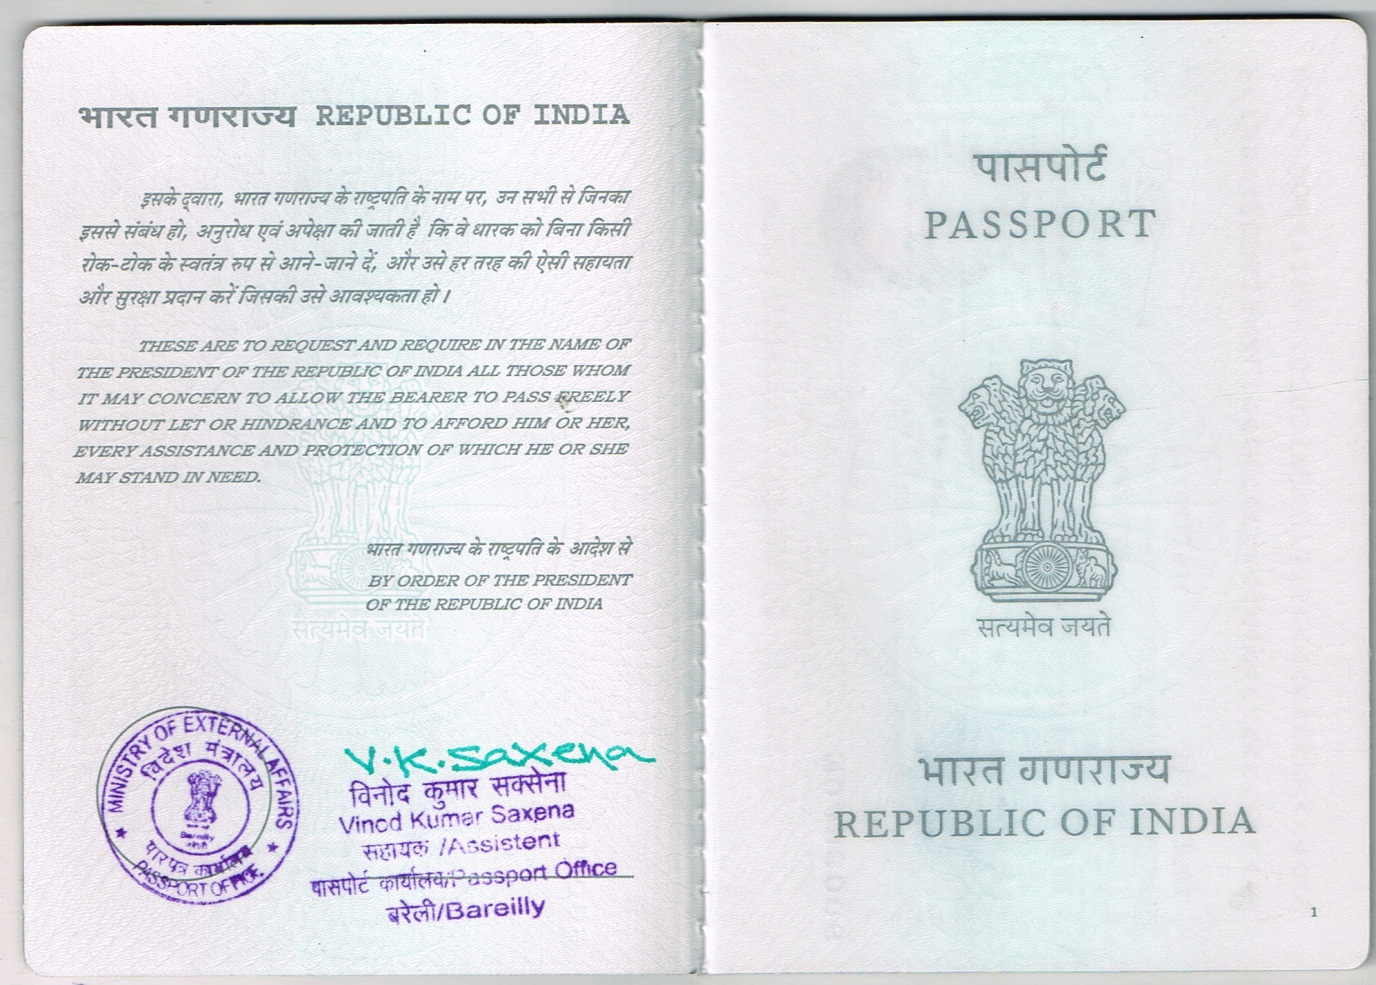 भारत गणराज्य REPUBLIC OF INDIA
इसके द्वारा, भारत गणराज्य के राष्ट्रपति के नाम पर, उन सभी से जिनका
इससे संबंध हो, अनुरोध एवं अपेक्षा की जाती है कि वे धारक को बिना किसी
रोक-टोक के स्वतंत्र रुप से आने-जाने दें, और उसे हर तरह की ऐसी सहायता
और सुरक्षा प्रदान करें जिसकी उसे आवश्यकता हो।
THESE ARE TO REQUEST AND REQUIRE IN THE NAME OF
THE PRESIDENT OF THE REPUBLIC OF INDIA ALL THOSE WHOM
IT MAY CONCERN TO ALLOW THE BEARER TO PASS FREELY
WITHOUT LET OR HINDRANCE AND TO AFFORD HIM OR HER,
EVERY ASSISTANCE AND PROTECTION OF WHICH HE OR SHE
MAY STAND IN NEED.
भारत गणराज्य के राष्ट्रपति के आदेश से
BY ORDER OF THE PRESIDENT
OF THE REPUBLIC OF INDIA
सत्यमेव जयते
MINISTRY OF EXTERNAL AFFAIRS
विदेश मंत्रालय
Bareilly
कार्यालय
PASSPORT OFFICE
V.K.Saxena
विनोद कुमार सक्सेना
Vinod Kumar Saxena
सहायक /Assistent
पासपोर्ट कार्यालय/Passport Office
बरेली/Bareilly
पासपोर्ट
PASSPORT
सत्यमेव जयते
भारत गणराज्य
REPUBLIC OF INDIA
1